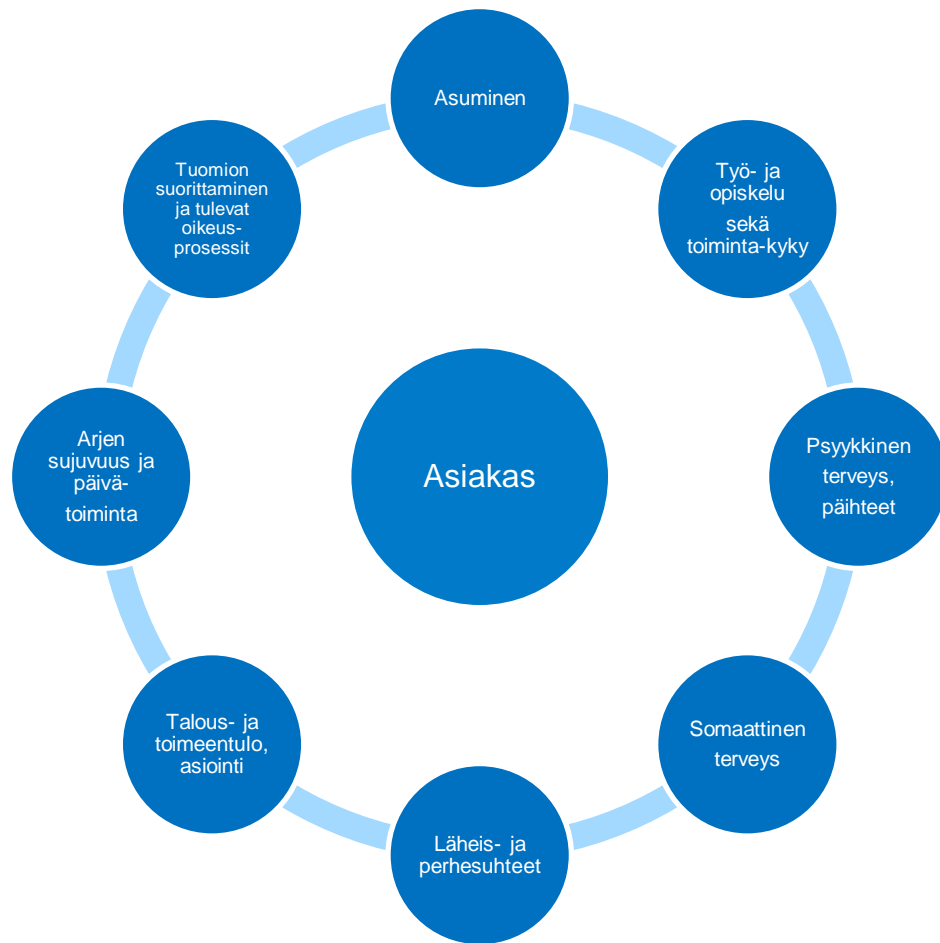 Asuminen
Työ- ja
opiskelu
sekä
toiminta-kyky
Psyykkinen
terveys,
päihteet
Somaattinen
terveys
Läheis- ja
perhesuhteet
Talous- ja
toimeentulo,
asiointi
Arjen
sujuvuus ja
päivä-
toiminta
Tuomion
suorittaminen
ja tulevat
oikeus-
prosessit
Asiakas